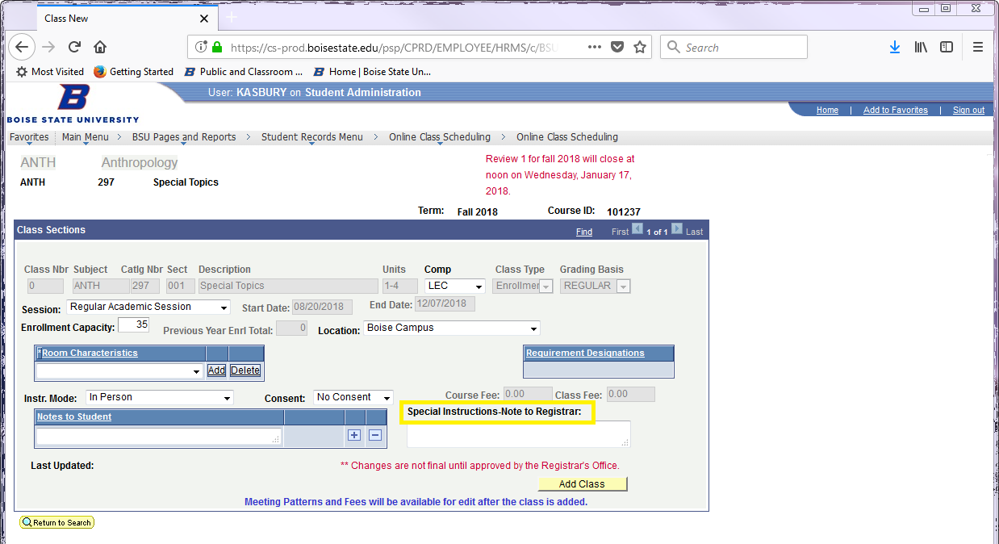 Class New
https://cs-prod.boisestate.edu/psp/CPRD/EMPLOYEE/HRMS/c/BSU
Search
Most Visited Getting Started Public and Classroom ... Home | Boise State Un...
B
BOISE STATE UNIVERSITY
User: KASBURY on Student Administration
Home | Add to Favorites | Sign out
Favorites Main Menu > BSU Pages and Reports > Student Records Menu > Online Class Scheduling > Online Class Scheduling
ANTH Anthropology
ANTH 297 Special Topics
Review 1 for fall 2018 will close at
noon on Wednesday, January 17,
2018.
Term: Fall 2018 Course ID: 101237
Class Sections Find First 1 of 1 Last
Class Nbr Subject Catlg Nbr Sect Description Units Comp Class Type Grading Basis
0 ANTH 297 001 Special Topics 1-4 LEC Enrollmer REGULAR
Session: Regular Academic Session Start Date: 08/20/2018 End Date: 12/07/2018
Enrollment Capacity: 35 Previous Year Enrl Total: 0 Location: Boise Campus
*Room Characteristics Requirement Designations
Add Delete
Instr. Mode: In Person Consent: No Consent Course Fee: 0.00 Class Fee: 0.00
Notes to Student Special Instructions-Note to Registrar:
Last Updated: ** Changes are not final until approved by the Registrar's Office.
Add Class
Meeting Patterns and Fees will be available for edit after the class is added.
Return to Search